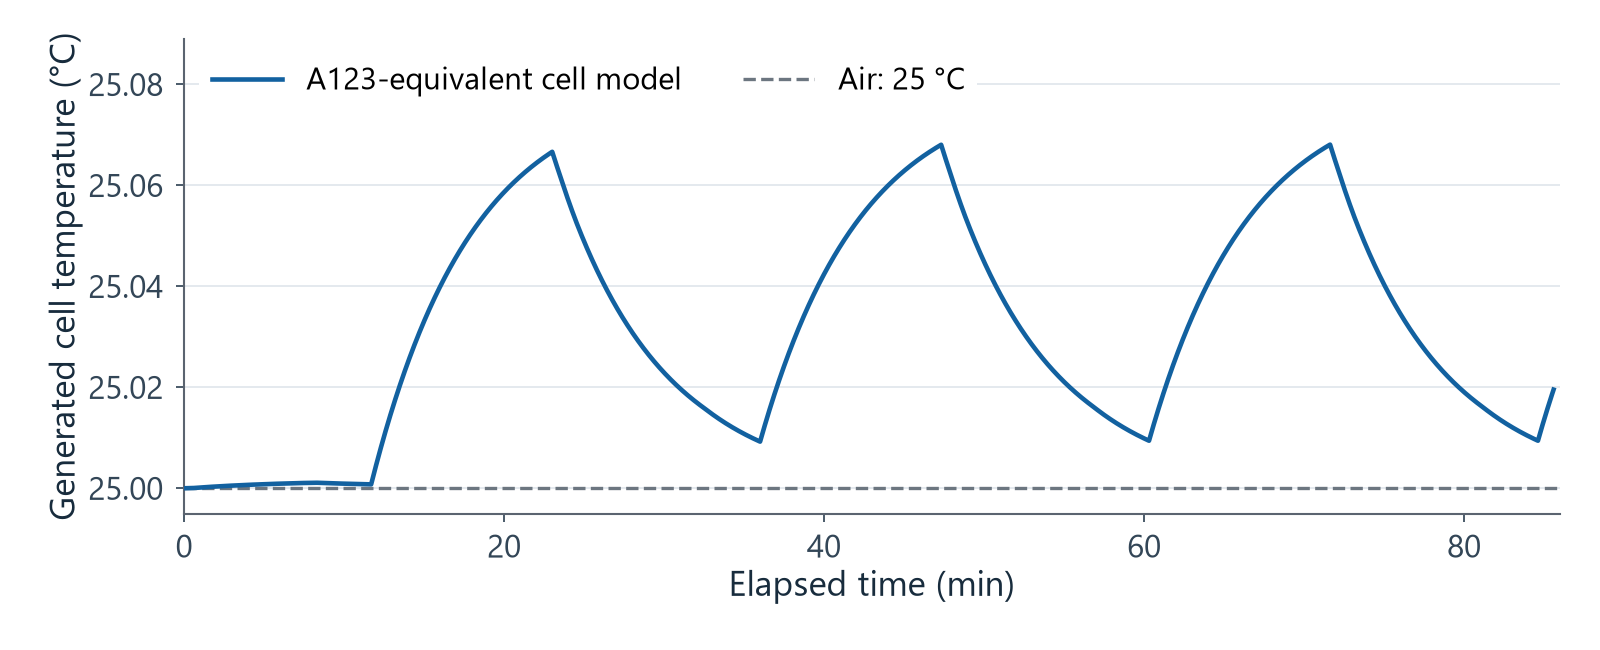 Generated cell temperature (°C)
A123-equivalent cell model
Air: 25 °C
25.08
25.06
25.04
25.02
25.00
0 20 40 60 80
Elapsed time (min)